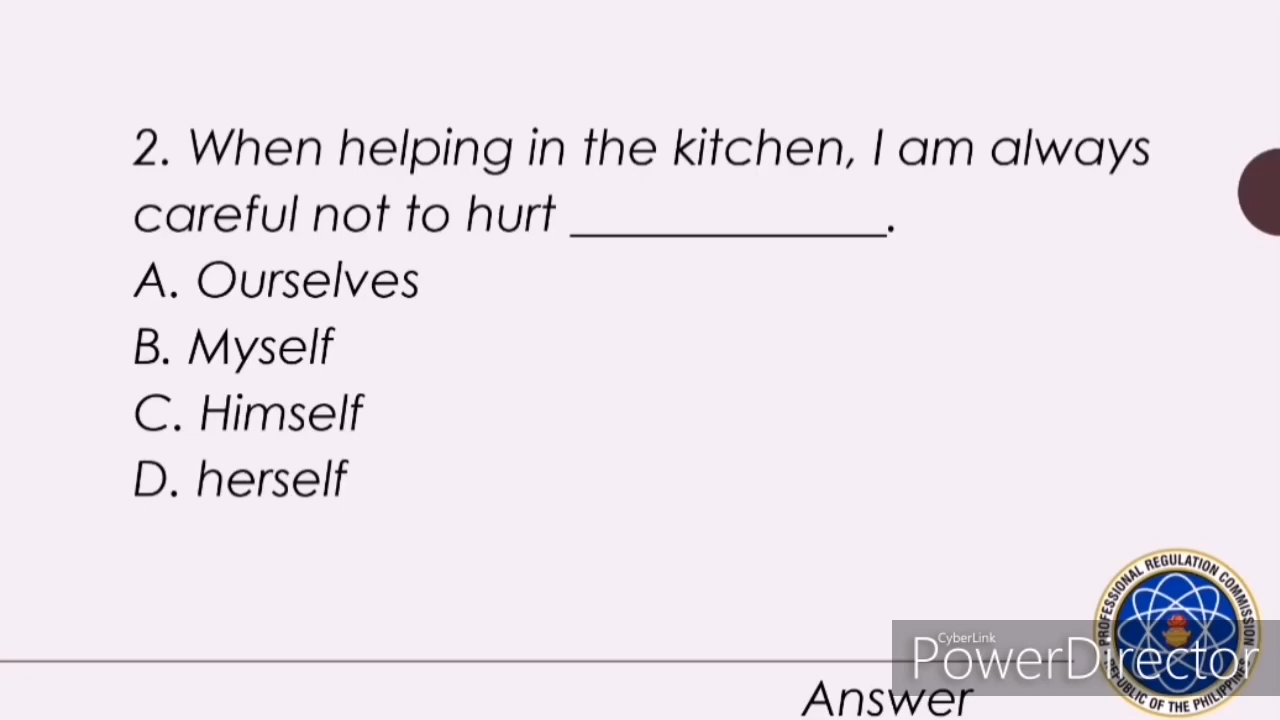 2. When helping in the kitchen, I am always
careful not to hurt ____________.
A. Ourselves
B. Myself
C. Himself
D. herself
PROFESSIONAL REGULATION COMMISSION
REPUBLIC OF THE PHILIPPINES
CyberLink
PowerDirector
Answer